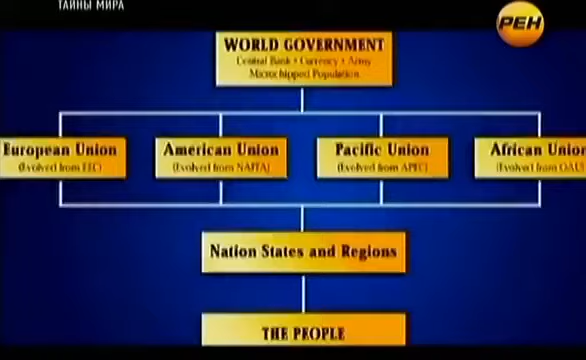 ТАЙНЫ МИРА
РЕН
WORLD GOVERNMENT
Central Bank • Currency • Army
Microchipped Population
European Union
(Evolved from EEC)
American Union
(Evolved from NAFTA)
Pacific Union
(Evolved from APEC)
African Union
(Evolved from OAU)
Nation States and Regions
THE PEOPLE